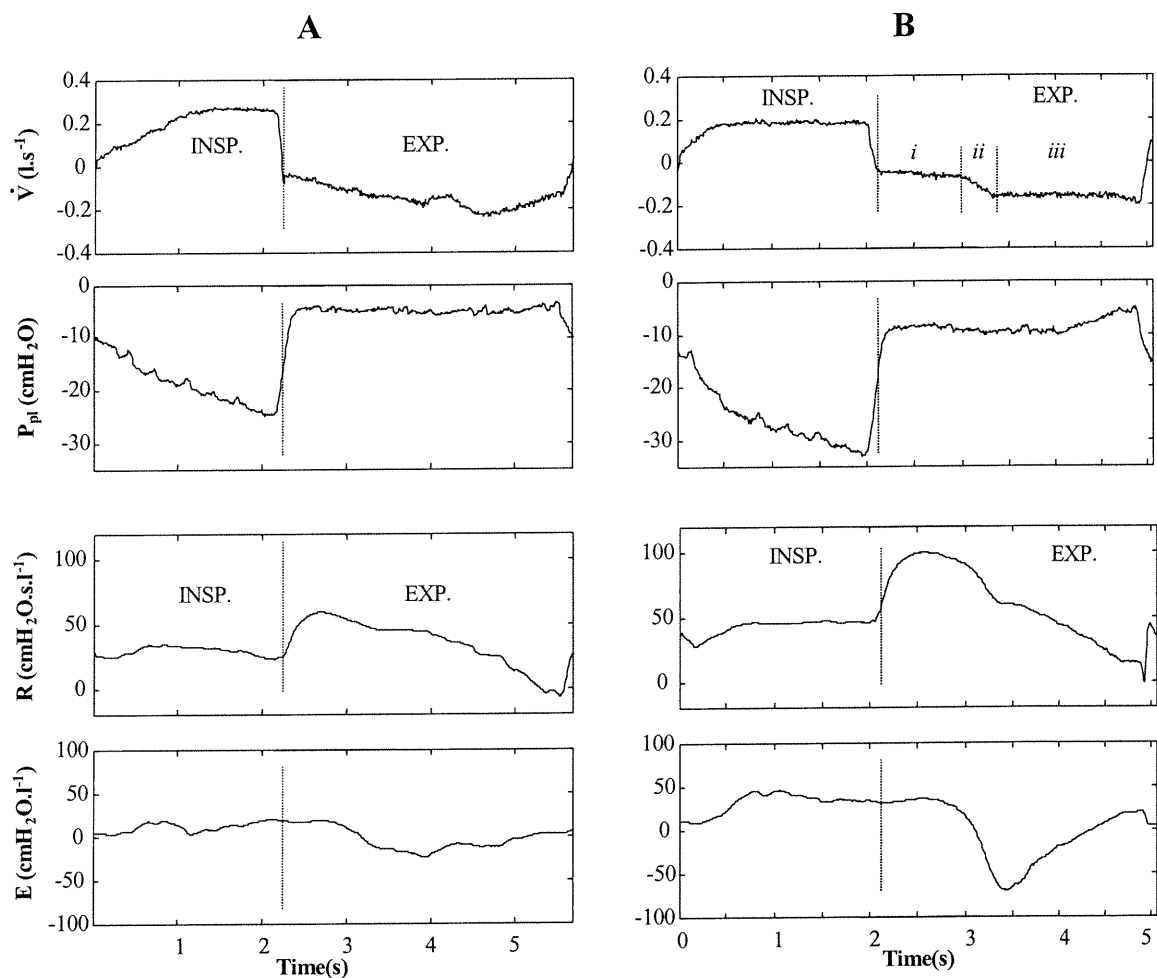 A
B
V̇ (l.s⁻¹)
0.4
0.2
0
-0.2
-0.4
INSP.
EXP.
0.4
0.2
0
-0.2
-0.4
INSP.
EXP.
i
ii
iii
Ppl (cmH₂O)
0
-10
-20
-30
0
-10
-20
-30
R (cmH₂O.s.l⁻¹)
100
50
0
INSP.
EXP.
100
50
0
INSP.
EXP.
E (cmH₂O.l⁻¹)
100
50
0
-50
-100
1
2
3
4
5
Time(s)
100
50
0
-50
-100
0
1
2
3
4
5
Time(s)